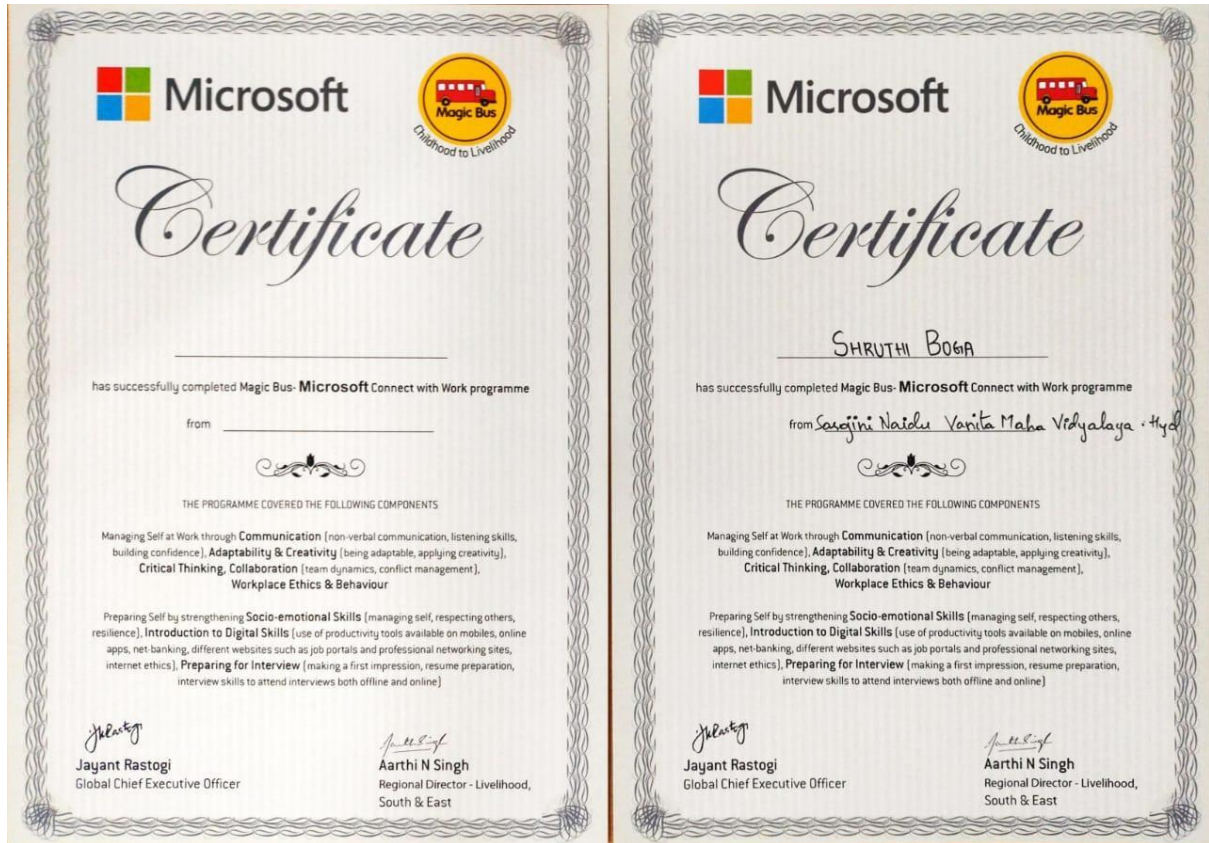 Microsoft
Magic Bus
Childhood to Livelihood
Certificate
has successfully completed Magic Bus- Microsoft Connect with Work programme
from
THE PROGRAMME COVERED THE FOLLOWING COMPONENTS
Managing Self at Work through Communication [non-verbal communication, listening skills,
building confidence], Adaptability & Creativity [being adaptable, applying creativity],
Critical Thinking, Collaboration [team dynamics, conflict management],
Workplace Ethics & Behaviour
Preparing Self by strengthening Socio-emotional Skills [managing self, respecting others,
resilience], Introduction to Digital Skills [use of productivity tools available on mobiles, online
apps, net-banking, different websites such as job portals and professional networking sites,
internet ethics], Preparing for Interview [making a first impression, resume preparation,
interview skills to attend interviews both offline and online]
Jayant Rastogi
Global Chief Executive Officer
Aarthi N Singh
Regional Director - Livelihood,
South & East
Microsoft
Magic Bus
Childhood to Livelihood
Certificate
SHRUTHI BOGA
has successfully completed Magic Bus- Microsoft Connect with Work programme
from Sarojini Naidu Vanita Maha Vidyalaya . Hyd
THE PROGRAMME COVERED THE FOLLOWING COMPONENTS
Managing Self at Work through Communication [non-verbal communication, listening skills,
building confidence], Adaptability & Creativity [being adaptable, applying creativity],
Critical Thinking, Collaboration [team dynamics, conflict management],
Workplace Ethics & Behaviour
Preparing Self by strengthening Socio-emotional Skills [managing self, respecting others,
resilience], Introduction to Digital Skills [use of productivity tools available on mobiles, online
apps, net-banking, different websites such as job portals and professional networking sites,
internet ethics], Preparing for Interview [making a first impression, resume preparation,
interview skills to attend interviews both offline and online]
Jayant Rastogi
Global Chief Executive Officer
Aarthi N Singh
Regional Director - Livelihood,
South & East